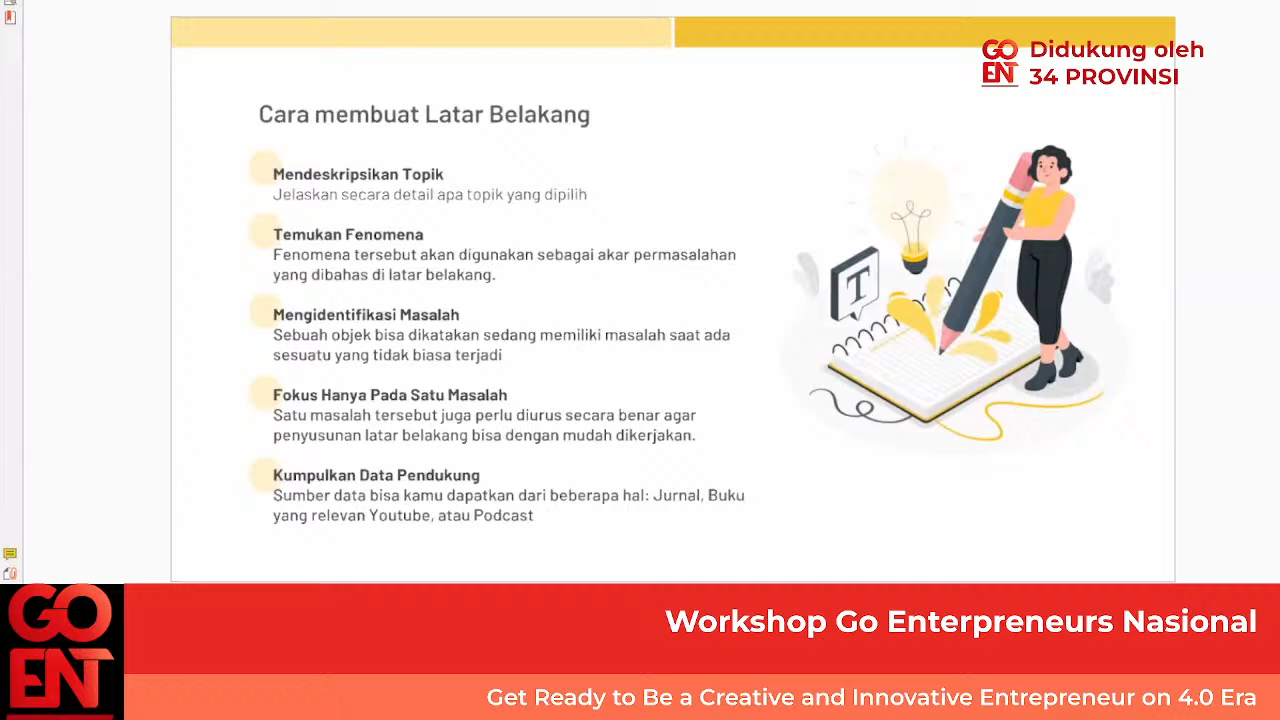 GO
ENT
Didukung oleh
34 PROVINSI
Cara membuat Latar Belakang
Mendeskripsikan Topik
Jelaskan secara detail apa topik yang dipilih
Temukan Fenomena
Fenomena tersebut akan digunakan sebagai akar permasalahan
yang dibahas di latar belakang.
Mengidentifikasi Masalah
Sebuah objek bisa dikatakan sedang memiliki masalah saat ada
sesuatu yang tidak biasa terjadi
Fokus Hanya Pada Satu Masalah
Satu masalah tersebut juga perlu diurus secara benar agar
penyusunan latar belakang bisa dengan mudah dikerjakan.
Kumpulkan Data Pendukung
Sumber data bisa kamu dapatkan dari beberapa hal: Jurnal, Buku
yang relevan Youtube, atau Podcast
T
GO
ENT
Workshop Go Enterpreneurs Nasional
Get Ready to Be a Creative and Innovative Entrepreneur on 4.0 Era